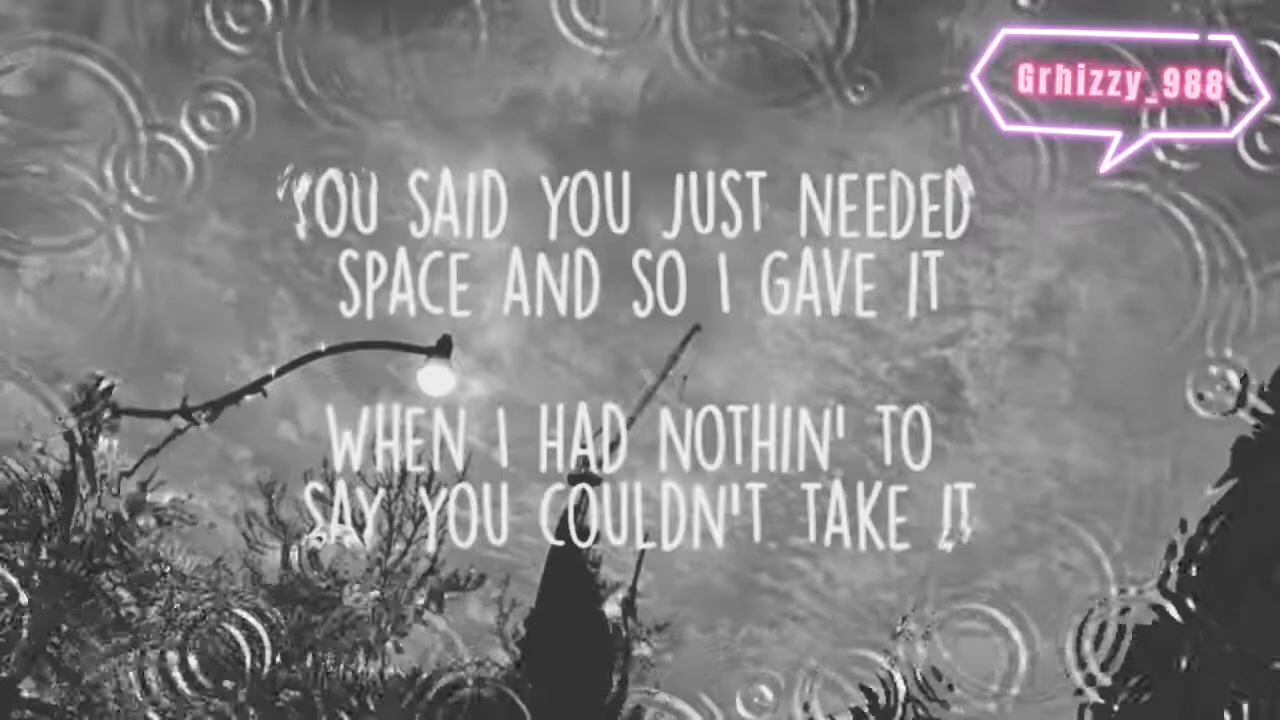 Grhizzy_988
YOU SAID YOU JUST NEEDED
SPACE AND SO I GAVE IT
WHEN I HAD NOTHIN' TO
SAY YOU COULDN'T TAKE IT